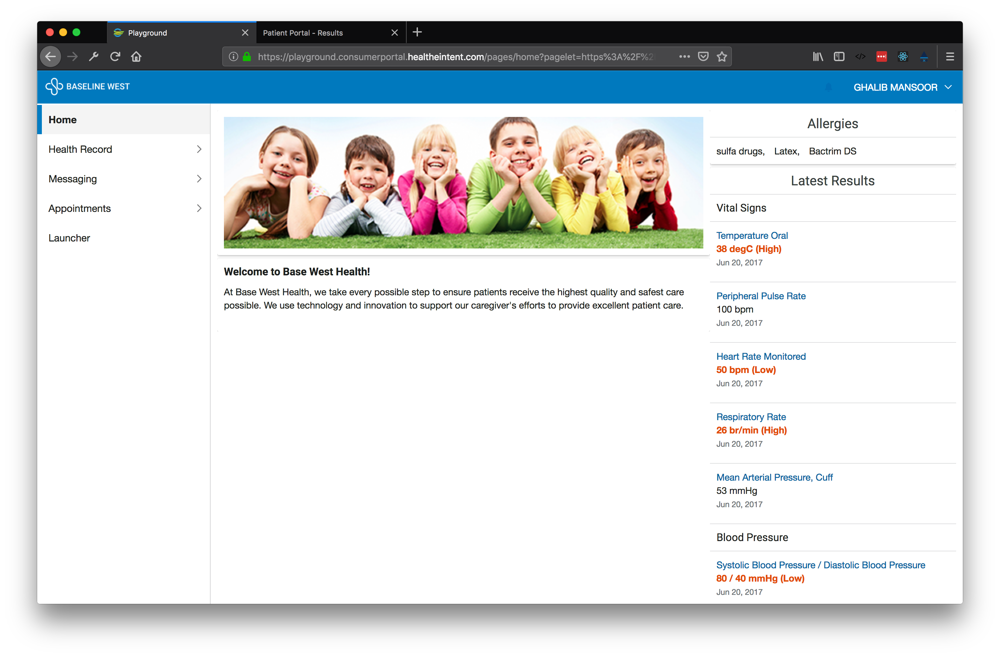 Playground
Patient Portal - Results
https://playground.consumerportal.healtheintent.com/pages/home?pagelet=https%3A%2F%2
BASELINE WEST
GHALIB MANSOOR
Home
Health Record
Messaging
Appointments
Launcher
Welcome to Base West Health!
At Base West Health, we take every possible step to ensure patients receive the highest quality and safest care
possible. We use technology and innovation to support our caregiver's efforts to provide excellent patient care.
Allergies
sulfa drugs, Latex, Bactrim DS
Latest Results
Vital Signs
Temperature Oral
38 degC (High)
Jun 20, 2017
Peripheral Pulse Rate
100 bpm
Jun 20, 2017
Heart Rate Monitored
50 bpm (Low)
Jun 20, 2017
Respiratory Rate
26 br/min (High)
Jun 20, 2017
Mean Arterial Pressure, Cuff
53 mmHg
Jun 20, 2017
Blood Pressure
Systolic Blood Pressure / Diastolic Blood Pressure
80 / 40 mmHg (Low)
Jun 20, 2017